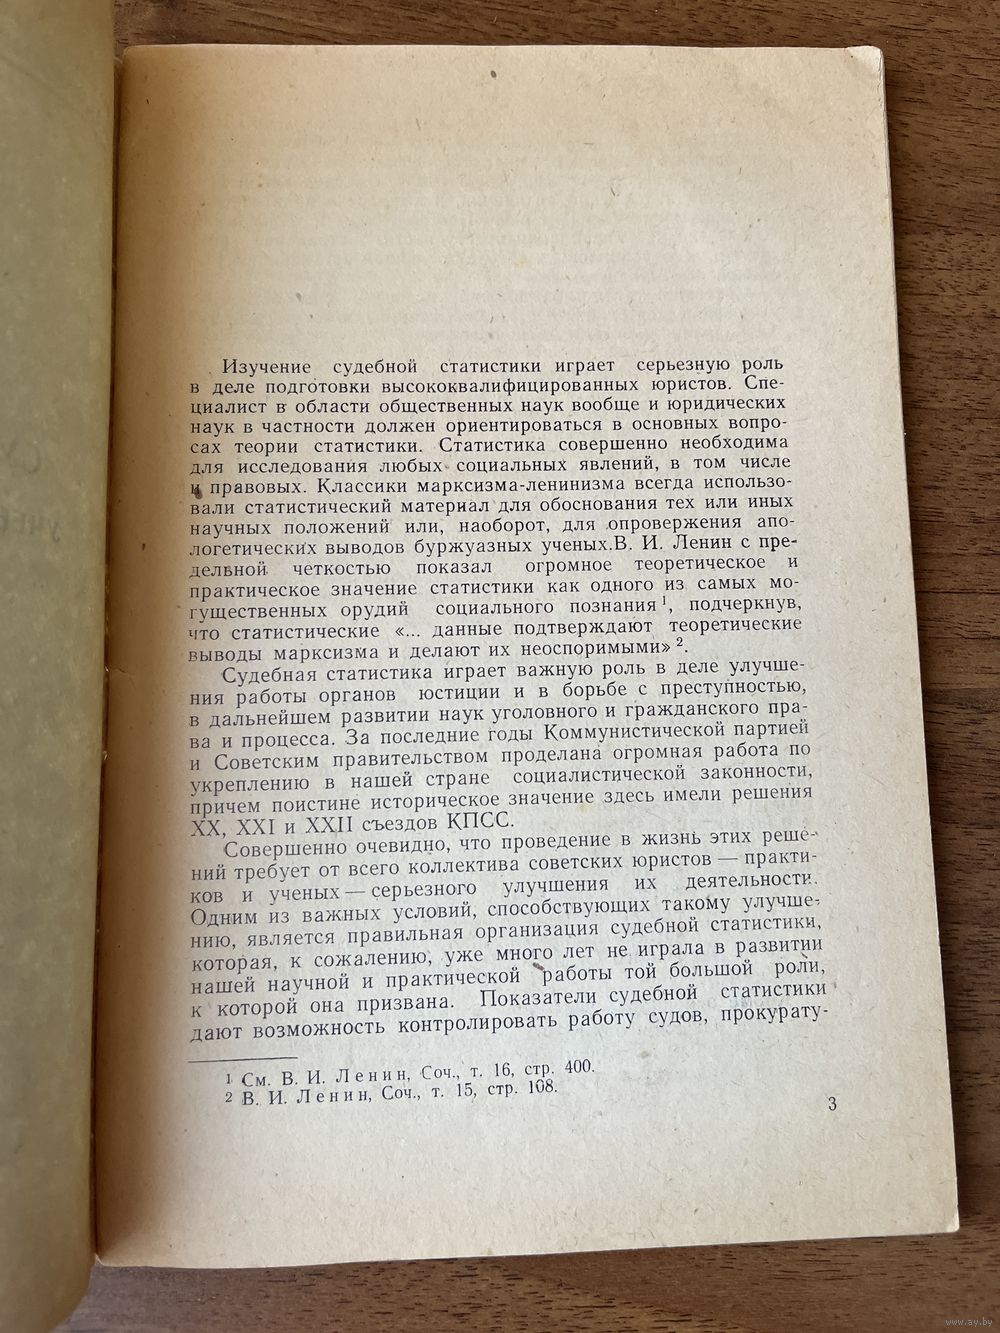 Изучение судебной статистики играет серьезную роль
в деле подготовки высококвалифицированных юристов. Спе-
циалист в области общественных наук вообще и юридических
наук в частности должен ориентироваться в основных вопро-
сах теории статистики. Статистика совершенно необходима
для исследования любых социальных явлений, в том числе
и правовых. Классики марксизма-ленинизма всегда использо-
вали статистический материал для обоснования тех или иных
научных положений или, наоборот, для опровержения апо-
логетических выводов буржуазных ученых.В. И. Ленин с пре-
дельной четкостью показал огромное теоретическое и
практическое значение статистики как одного из самых мо-
гущественных орудий социального познания¹, подчеркнув,
что статистические «... данные подтверждают теоретические
выводы марксизма и делают их неоспоримыми»².
Судебная статистика играет важную роль в деле улучше-
ния работы органов юстиции и в борьбе с преступностью,
в дальнейшем развитии наук уголовного и гражданского пра-
ва и процесса. За последние годы Коммунистической партией
и Советским правительством проделана огромная работа по
укреплению в нашей стране социалистической законности,
причем поистине историческое значение здесь имели решения
XX, XXI и XXII съездов КПСС.
Совершенно очевидно, что проведение в жизнь этих реше-
ний требует от всего коллектива советских юристов — практи-
ков и ученых — серьезного улучшения их деятельности.
Одним из важных условий, способствующих такому улучше-
нию, является правильная организация судебной статистики,
которая, к сожалению, уже много лет не играла в развитии
нашей научной и практической работы той большой роли,
к которой она призвана. Показатели судебной статистики
дают возможность контролировать работу судов, прокурату-
1 См. В. И. Ленин, Соч., т. 16, стр. 400.
2 В. И. Ленин, Соч., т. 15, стр. 108.
3
www.ay.by